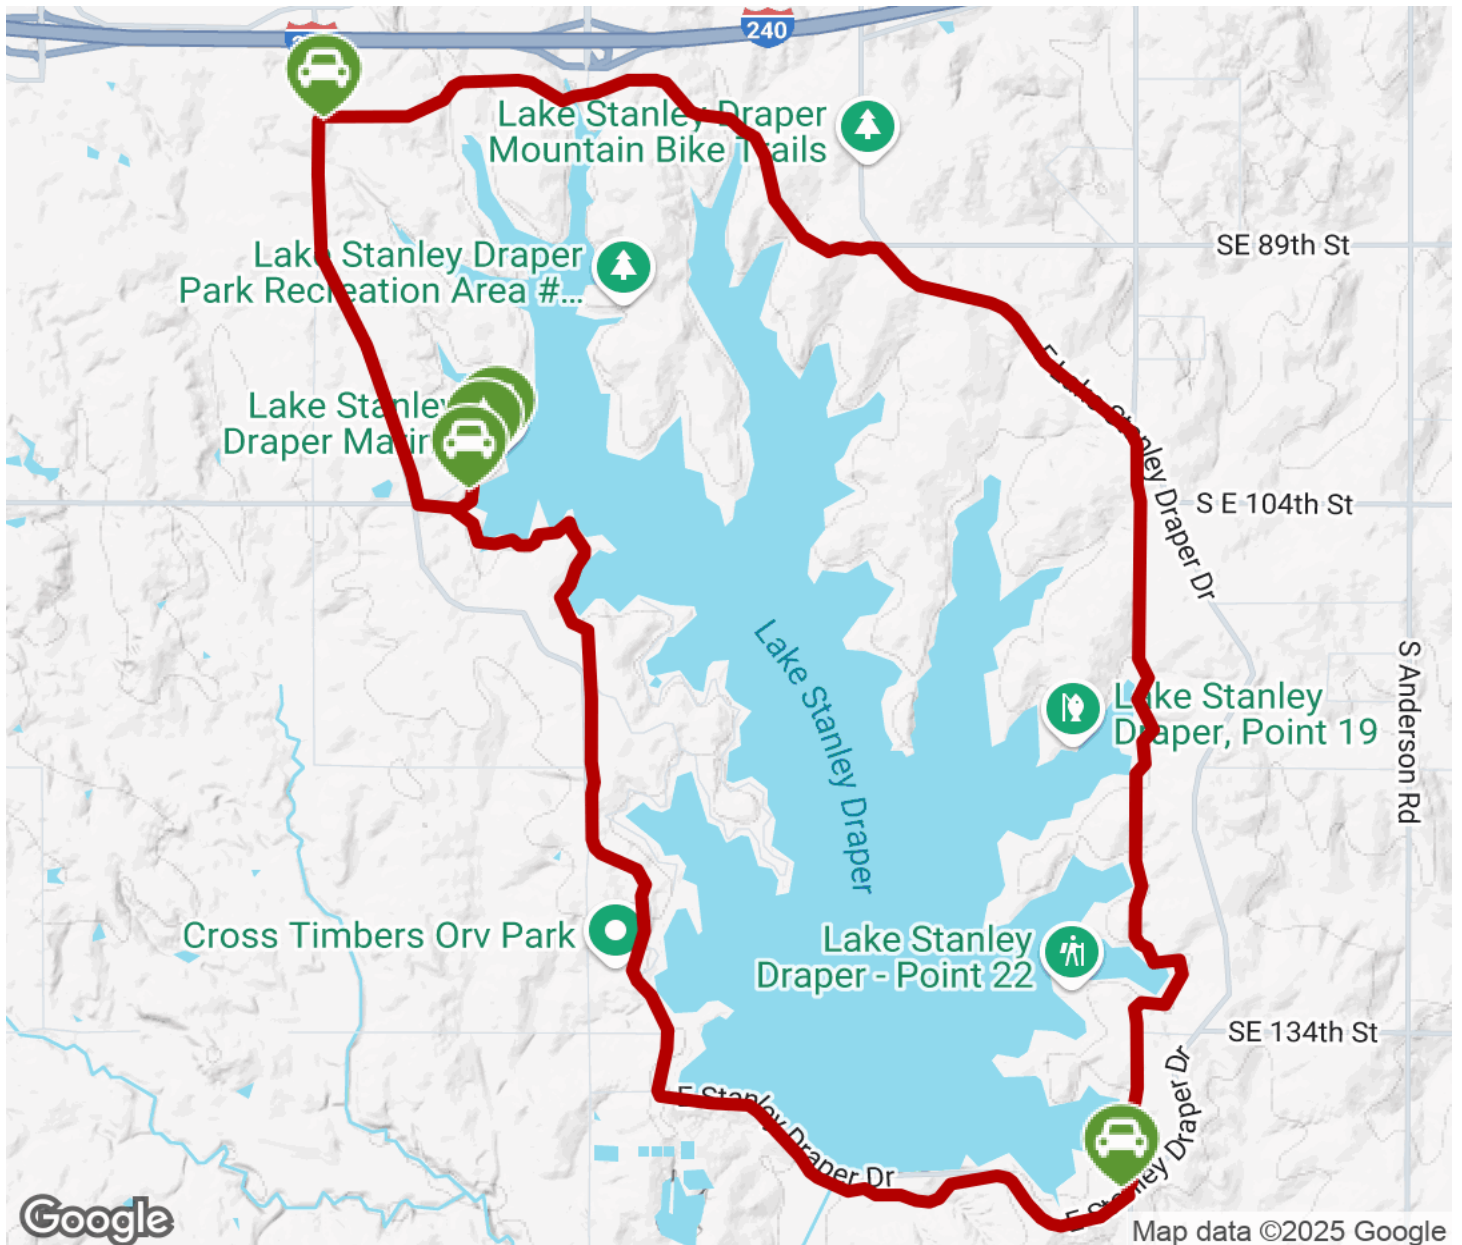 240
Lake Stanley Draper
Mountain Bike Trails
SE 89th St
Lake Stanley Draper
Park Recreation Area #...
E Lake Stanley Draper Dr
Lake Stanley
Draper Marin
S E 104th St
Lake Stanley Draper
S Anderson Rd
Lake Stanley
Draper, Point 19
Cross Timbers Orv Park
Lake Stanley
Draper - Point 22
SE 134th St
E Stanley Draper Dr
E Stanley Draper Dr
Google
Map data ©2025 Google